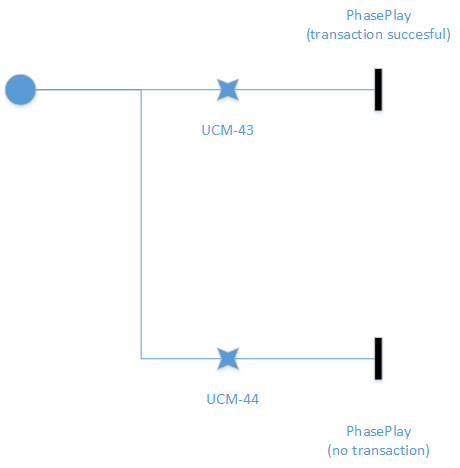 PhasePlay
(transaction succesful)
UCM-43
UCM-44
PhasePlay
(no transaction)